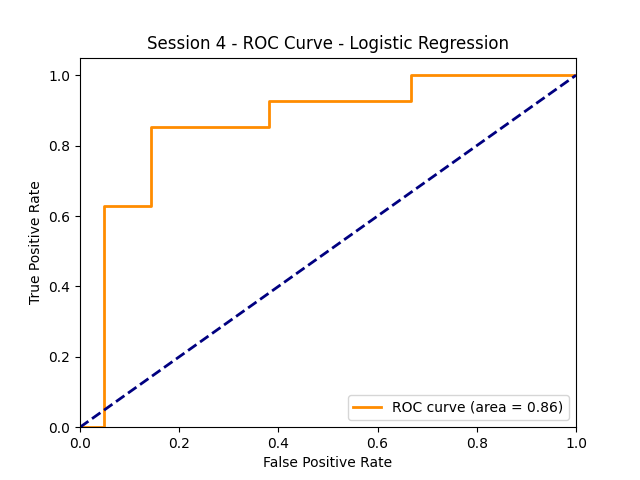 Session 4 - ROC Curve - Logistic Regression
True Positive Rate
1.0
0.8
0.6
0.4
0.2
0.0
ROC curve (area = 0.86)
0.0 0.2 0.4 0.6 0.8 1.0
False Positive Rate